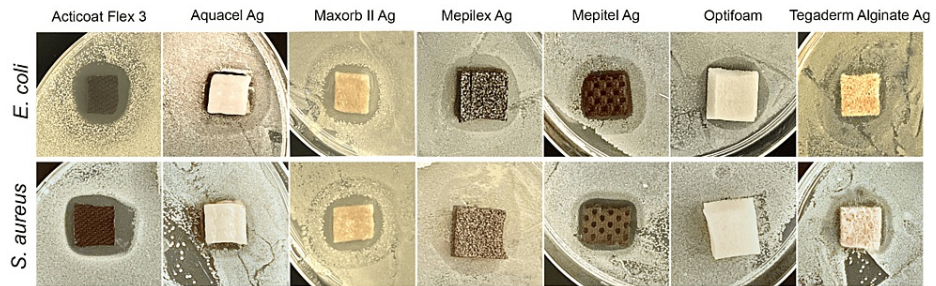 Acticoat Flex 3 Aquacel Ag Maxorb II Ag Mepilex Ag Mepitel Ag Optifoam Tegaderm Alginate Ag
E. coli
S. aureus